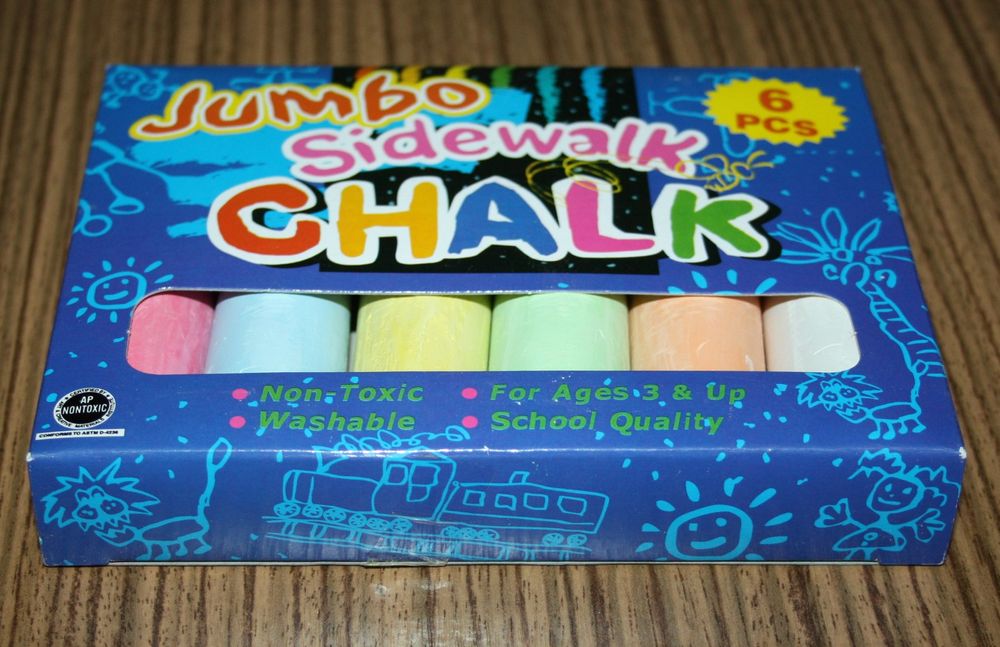 Jumbo
6 PCS
Sidewalk
CHALK
Non-Toxic
For Ages 3 & Up
Washable
School Quality
AP
NONTOXIC
CONFORMS TO ASTM D-4236